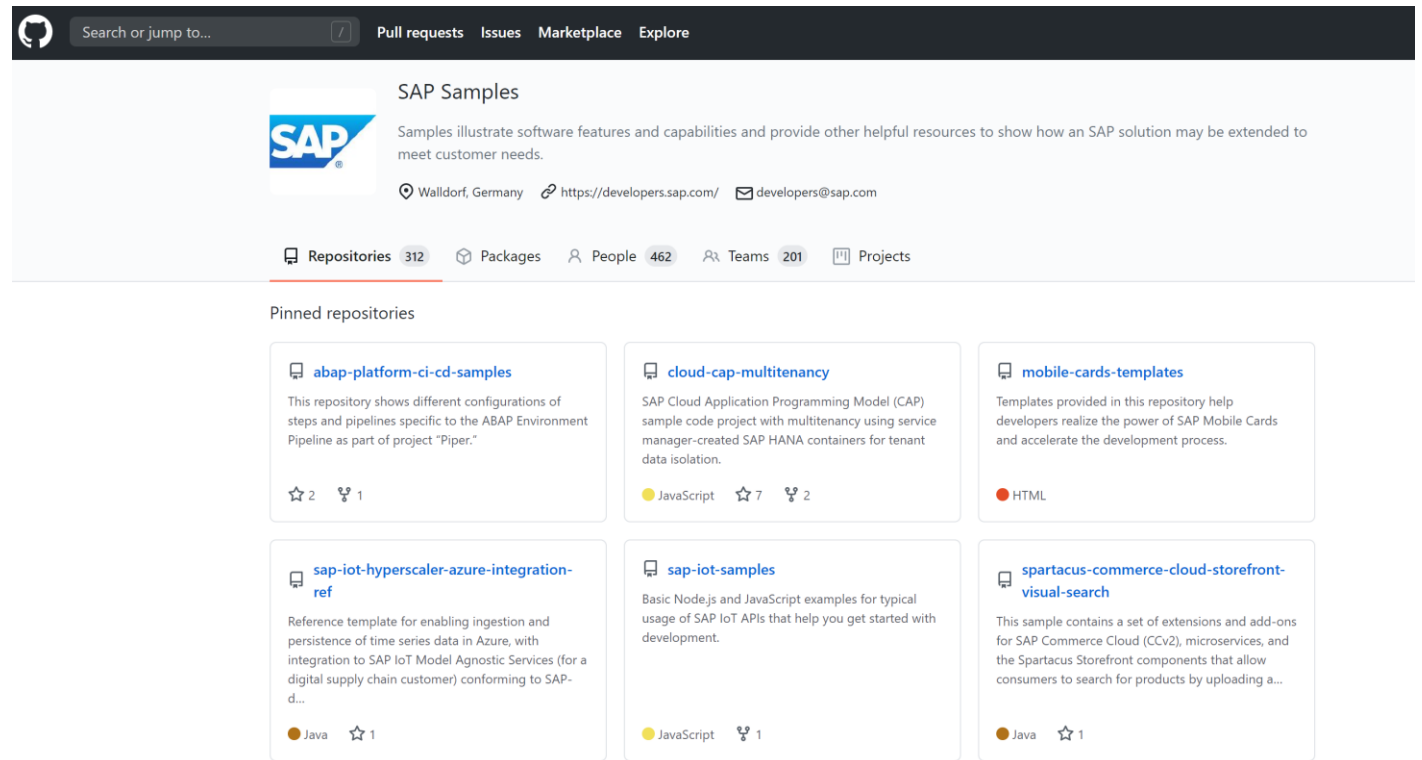 Search or jump to... / Pull requests Issues Marketplace Explore
SAP Samples
SAP ®
Samples illustrate software features and capabilities and provide other helpful resources to show how an SAP solution may be extended to
meet customer needs.
Walldorf, Germany https://developers.sap.com/ developers@sap.com
Repositories 312 Packages People 462 Teams 201 Projects
Pinned repositories
abap-platform-ci-cd-samples
This repository shows different configurations of
steps and pipelines specific to the ABAP Environment
Pipeline as part of project “Piper.”
2 1
cloud-cap-multitenancy
SAP Cloud Application Programming Model (CAP)
sample code project with multitenancy using service
manager-created SAP HANA containers for tenant
data isolation.
JavaScript 7 2
mobile-cards-templates
Templates provided in this repository help
developers realize the power of SAP Mobile Cards
and accelerate the development process.
HTML
sap-iot-hyperscaler-azure-integration-
ref
Reference template for enabling ingestion and
persistence of time series data in Azure, with
integration to SAP IoT Model Agnostic Services (for a
digital supply chain customer) conforming to SAP-
d...
Java 1
sap-iot-samples
Basic Node.js and JavaScript examples for typical
usage of SAP IoT APIs that help you get started with
development.
JavaScript 1
spartacus-commerce-cloud-storefront-
visual-search
This sample contains a set of extensions and add-ons
for SAP Commerce Cloud (CCv2), microservices, and
the Spartacus Storefront components that allow
consumers to search for products by uploading a...
Java 1